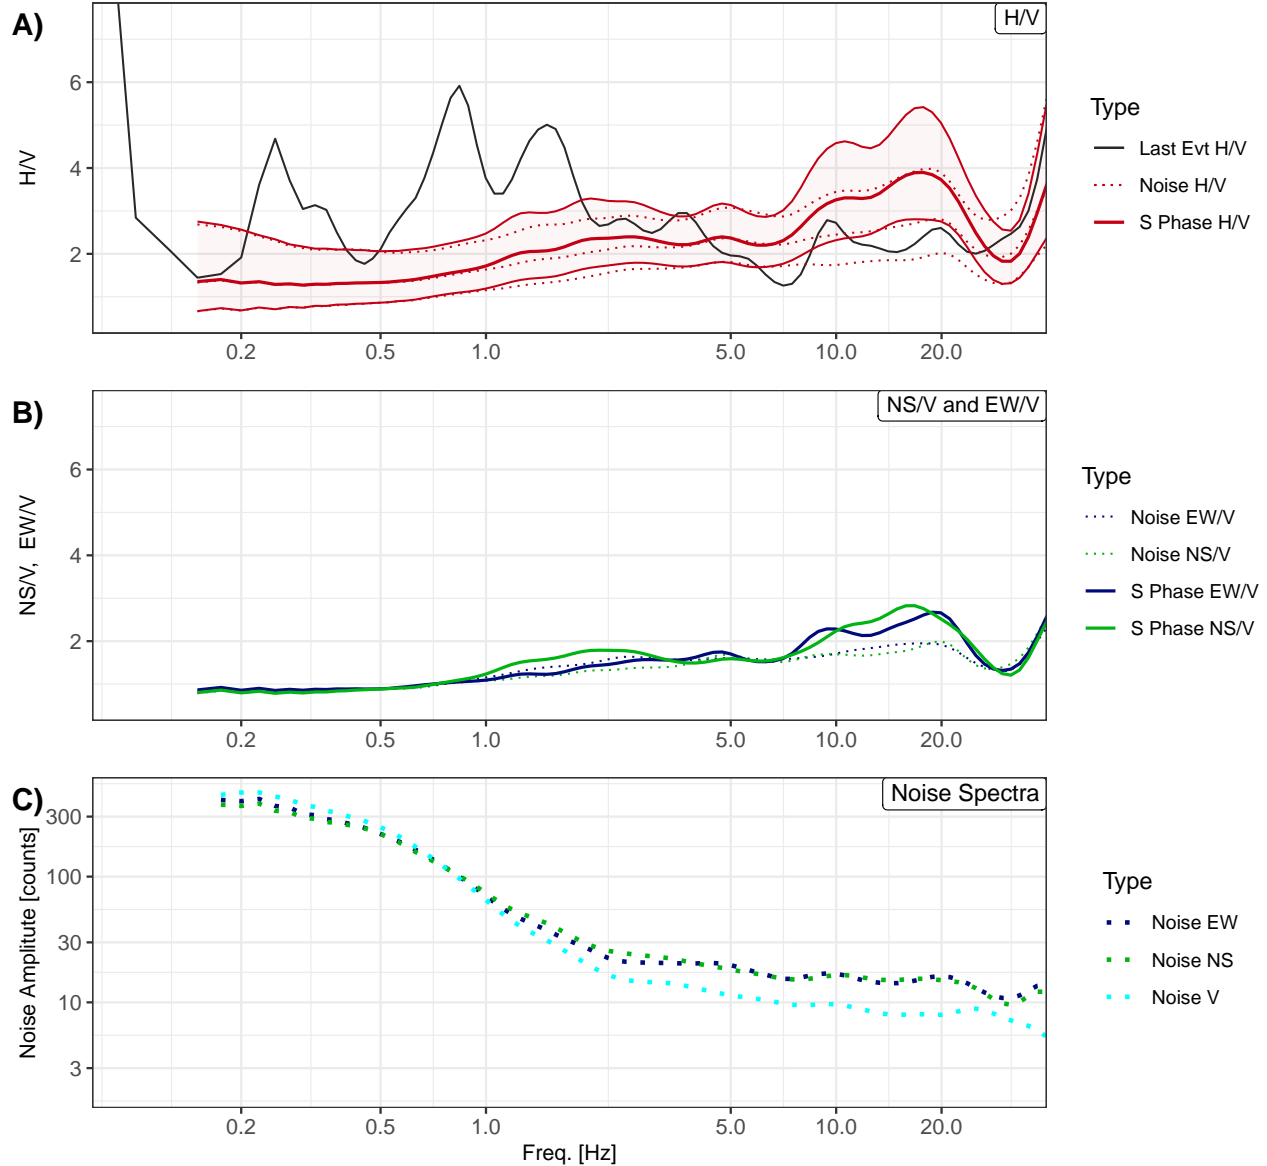 A)
H/V
6
4
2
H/V
0.2 0.5 1.0 5.0 10.0 20.0
Type
Last Evt H/V
Noise H/V
S Phase H/V
B)
NS/V and EW/V
6
4
2
NS/V, EW/V
0.2 0.5 1.0 5.0 10.0 20.0
Type
Noise EW/V
Noise NS/V
S Phase EW/V
S Phase NS/V
C)
Noise Spectra
300
100
30
10
3
Noise Amplitute [counts]
0.2 0.5 1.0 5.0 10.0 20.0
Freq. [Hz]
Type
Noise EW
Noise NS
Noise V